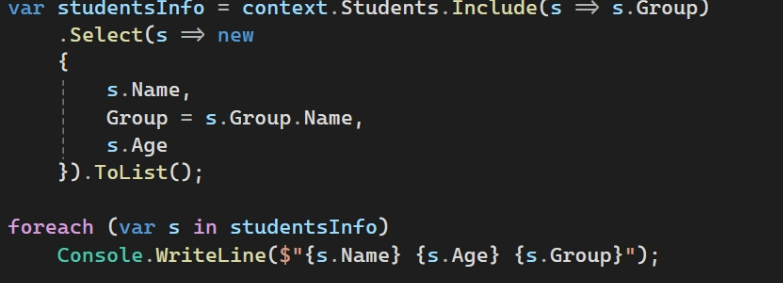 var studentsInfo = context.Students.Include(s => s.Group)
    .Select(s => new
    {
        s.Name,
        Group = s.Group.Name,
        s.Age
    }).ToList();

foreach (var s in studentsInfo)
    Console.WriteLine($"{s.Name} {s.Age} {s.Group}");